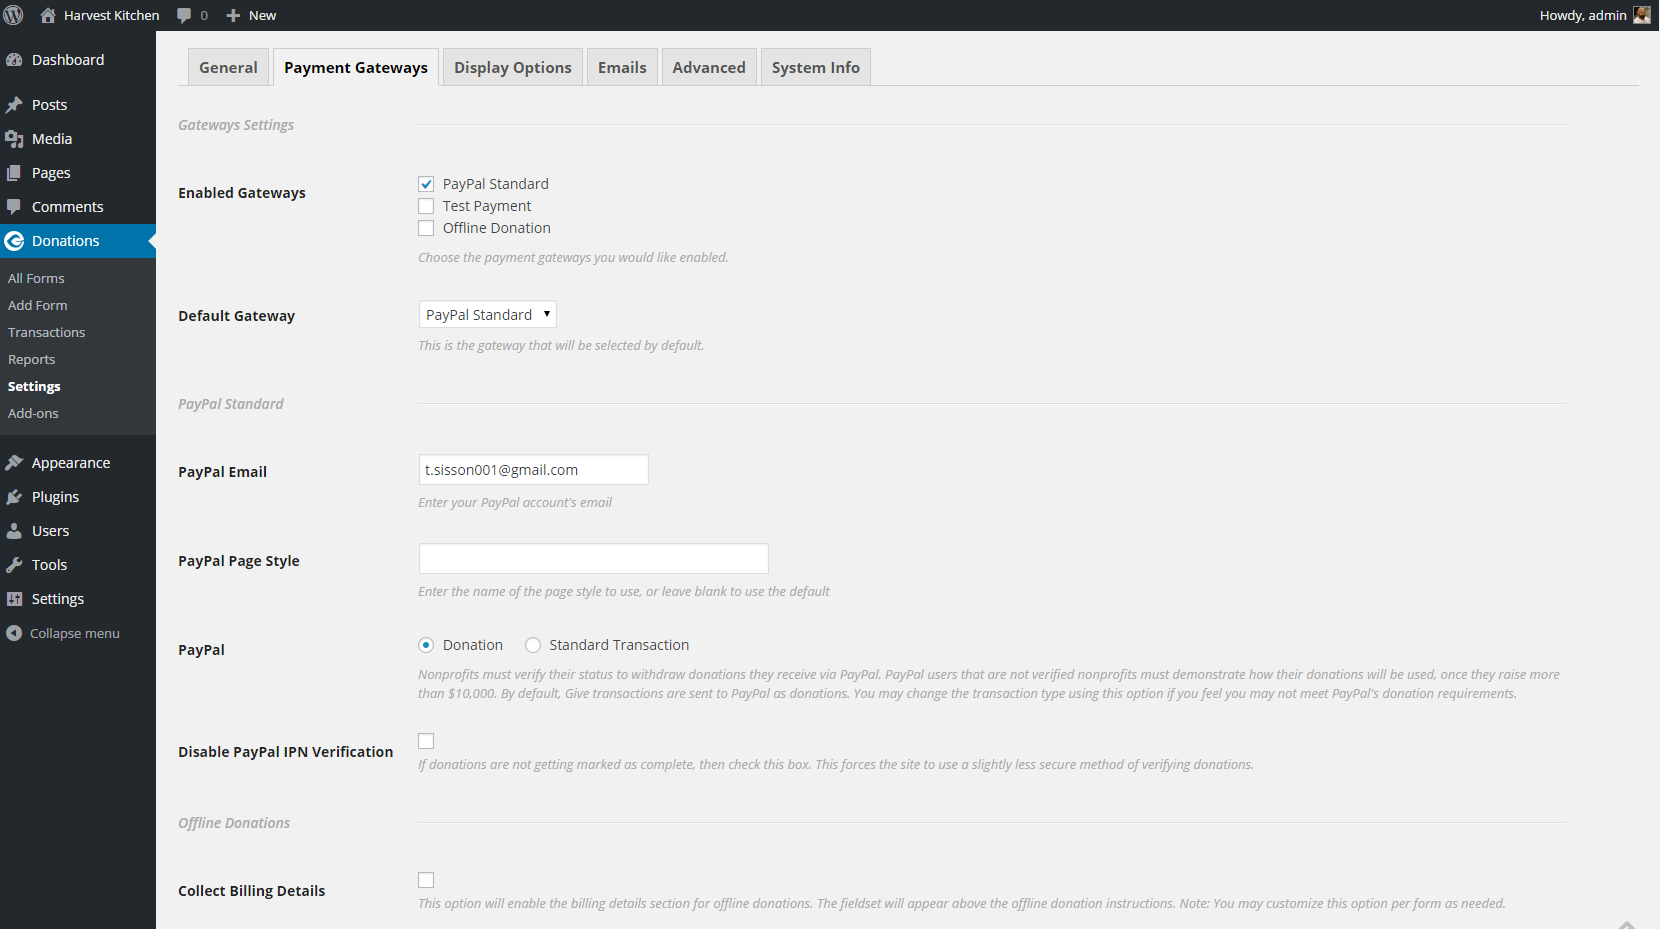 Harvest Kitchen 0 New Howdy, admin
Dashboard
Posts
Media
Pages
Comments
Donations
All Forms
Add Form
Transactions
Reports
Settings
Add-ons
Appearance
Plugins
Users
Tools
Settings
Collapse menu
General Payment Gateways Display Options Emails Advanced System Info
Gateways Settings
Enabled Gateways
PayPal Standard
Test Payment
Offline Donation
Choose the payment gateways you would like enabled.
Default Gateway
PayPal Standard
This is the gateway that will be selected by default.
PayPal Standard
PayPal Email
t.sisson001@gmail.com
Enter your PayPal account's email
PayPal Page Style
Enter the name of the page style to use, or leave blank to use the default
PayPal
Donation Standard Transaction
Nonprofits must verify their status to withdraw donations they receive via PayPal. PayPal users that are not verified nonprofits must demonstrate how their donations will be used, once they raise more
than $10,000. By default, Give transactions are sent to PayPal as donations. You may change the transaction type using this option if you feel you may not meet PayPal's donation requirements.
Disable PayPal IPN Verification
If donations are not getting marked as complete, then check this box. This forces the site to use a slightly less secure method of verifying donations.
Offline Donations
Collect Billing Details
This option will enable the billing details section for offline donations. The fieldset will appear above the offline donation instructions. Note: You may customize this option per form as needed.